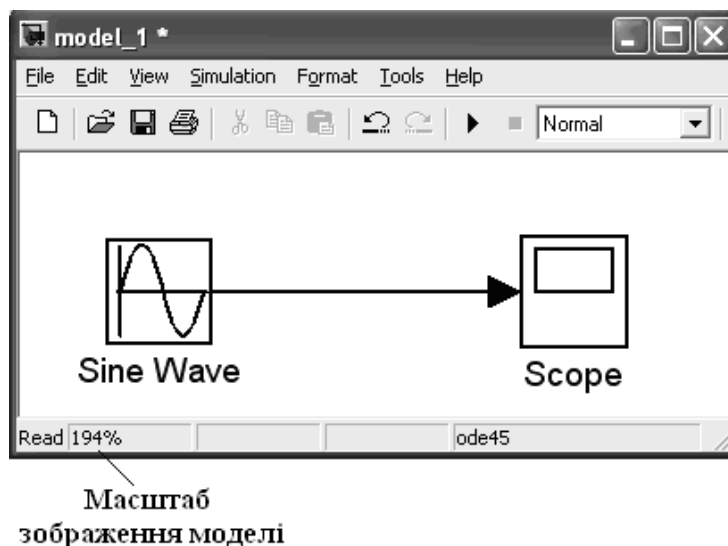 model_1 *
File Edit View Simulation Format Tools Help
Normal
Sine Wave
Scope
Read 194% ode45
Масштаб
зображення моделі